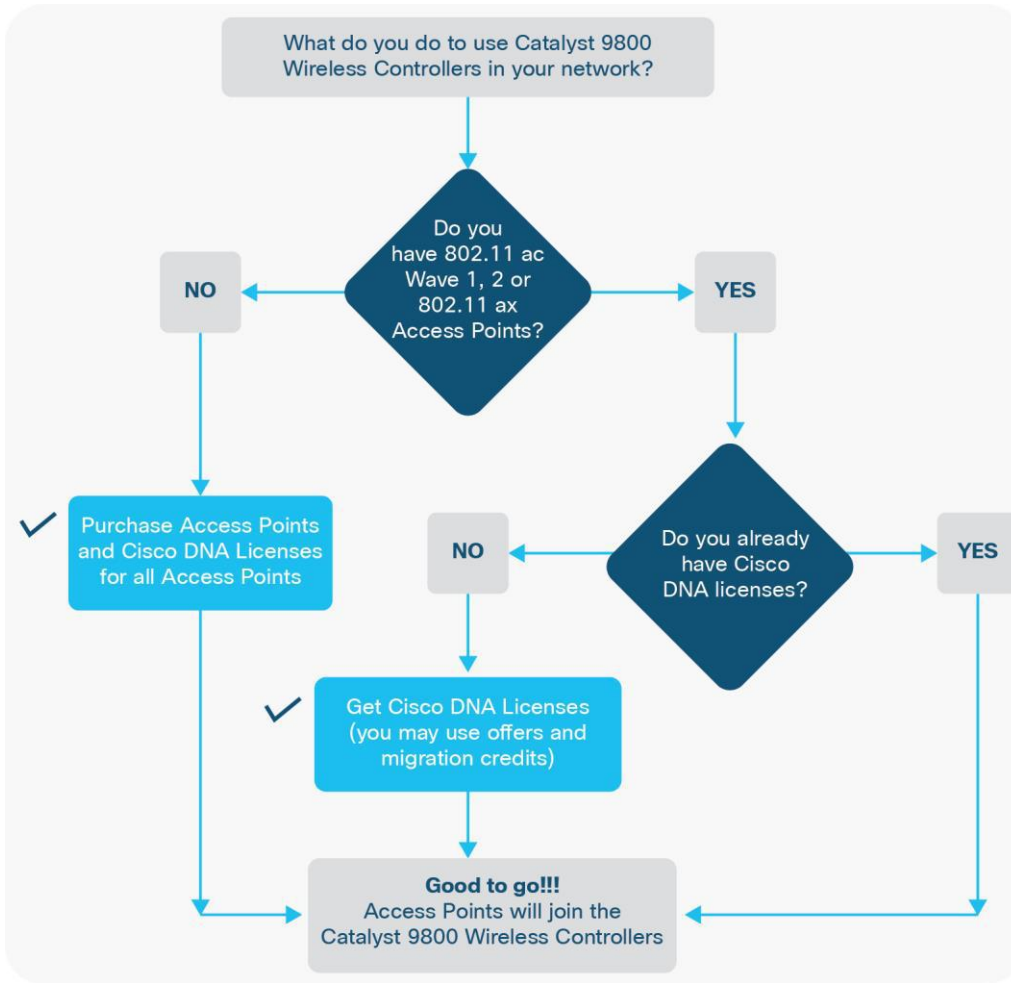 What do you do to use Catalyst 9800
Wireless Controllers in your network?
Do you
have 802.11 ac
Wave 1, 2 or
802.11 ax
Access Points?
NO
YES
Purchase Access Points
and Cisco DNA Licenses
for all Access Points
NO
Do you already
have Cisco
DNA licenses?
YES
Get Cisco DNA Licenses
(you may use offers and
migration credits)
Good to go!!!
Access Points will join the
Catalyst 9800 Wireless Controllers